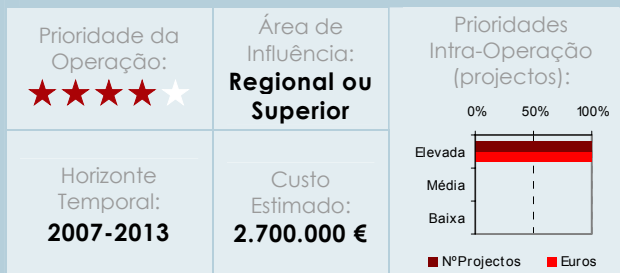 Prioridade da
Operação:
Área de
Influência:
Regional ou
Superior
Prioridades
Intra-Operação
(projectos):
0% 50% 100%
Elevada
Média
Baixa
NºProjectos Euros
Horizonte
Temporal:
2007-2013
Custo
Estimado:
2.700.000 €